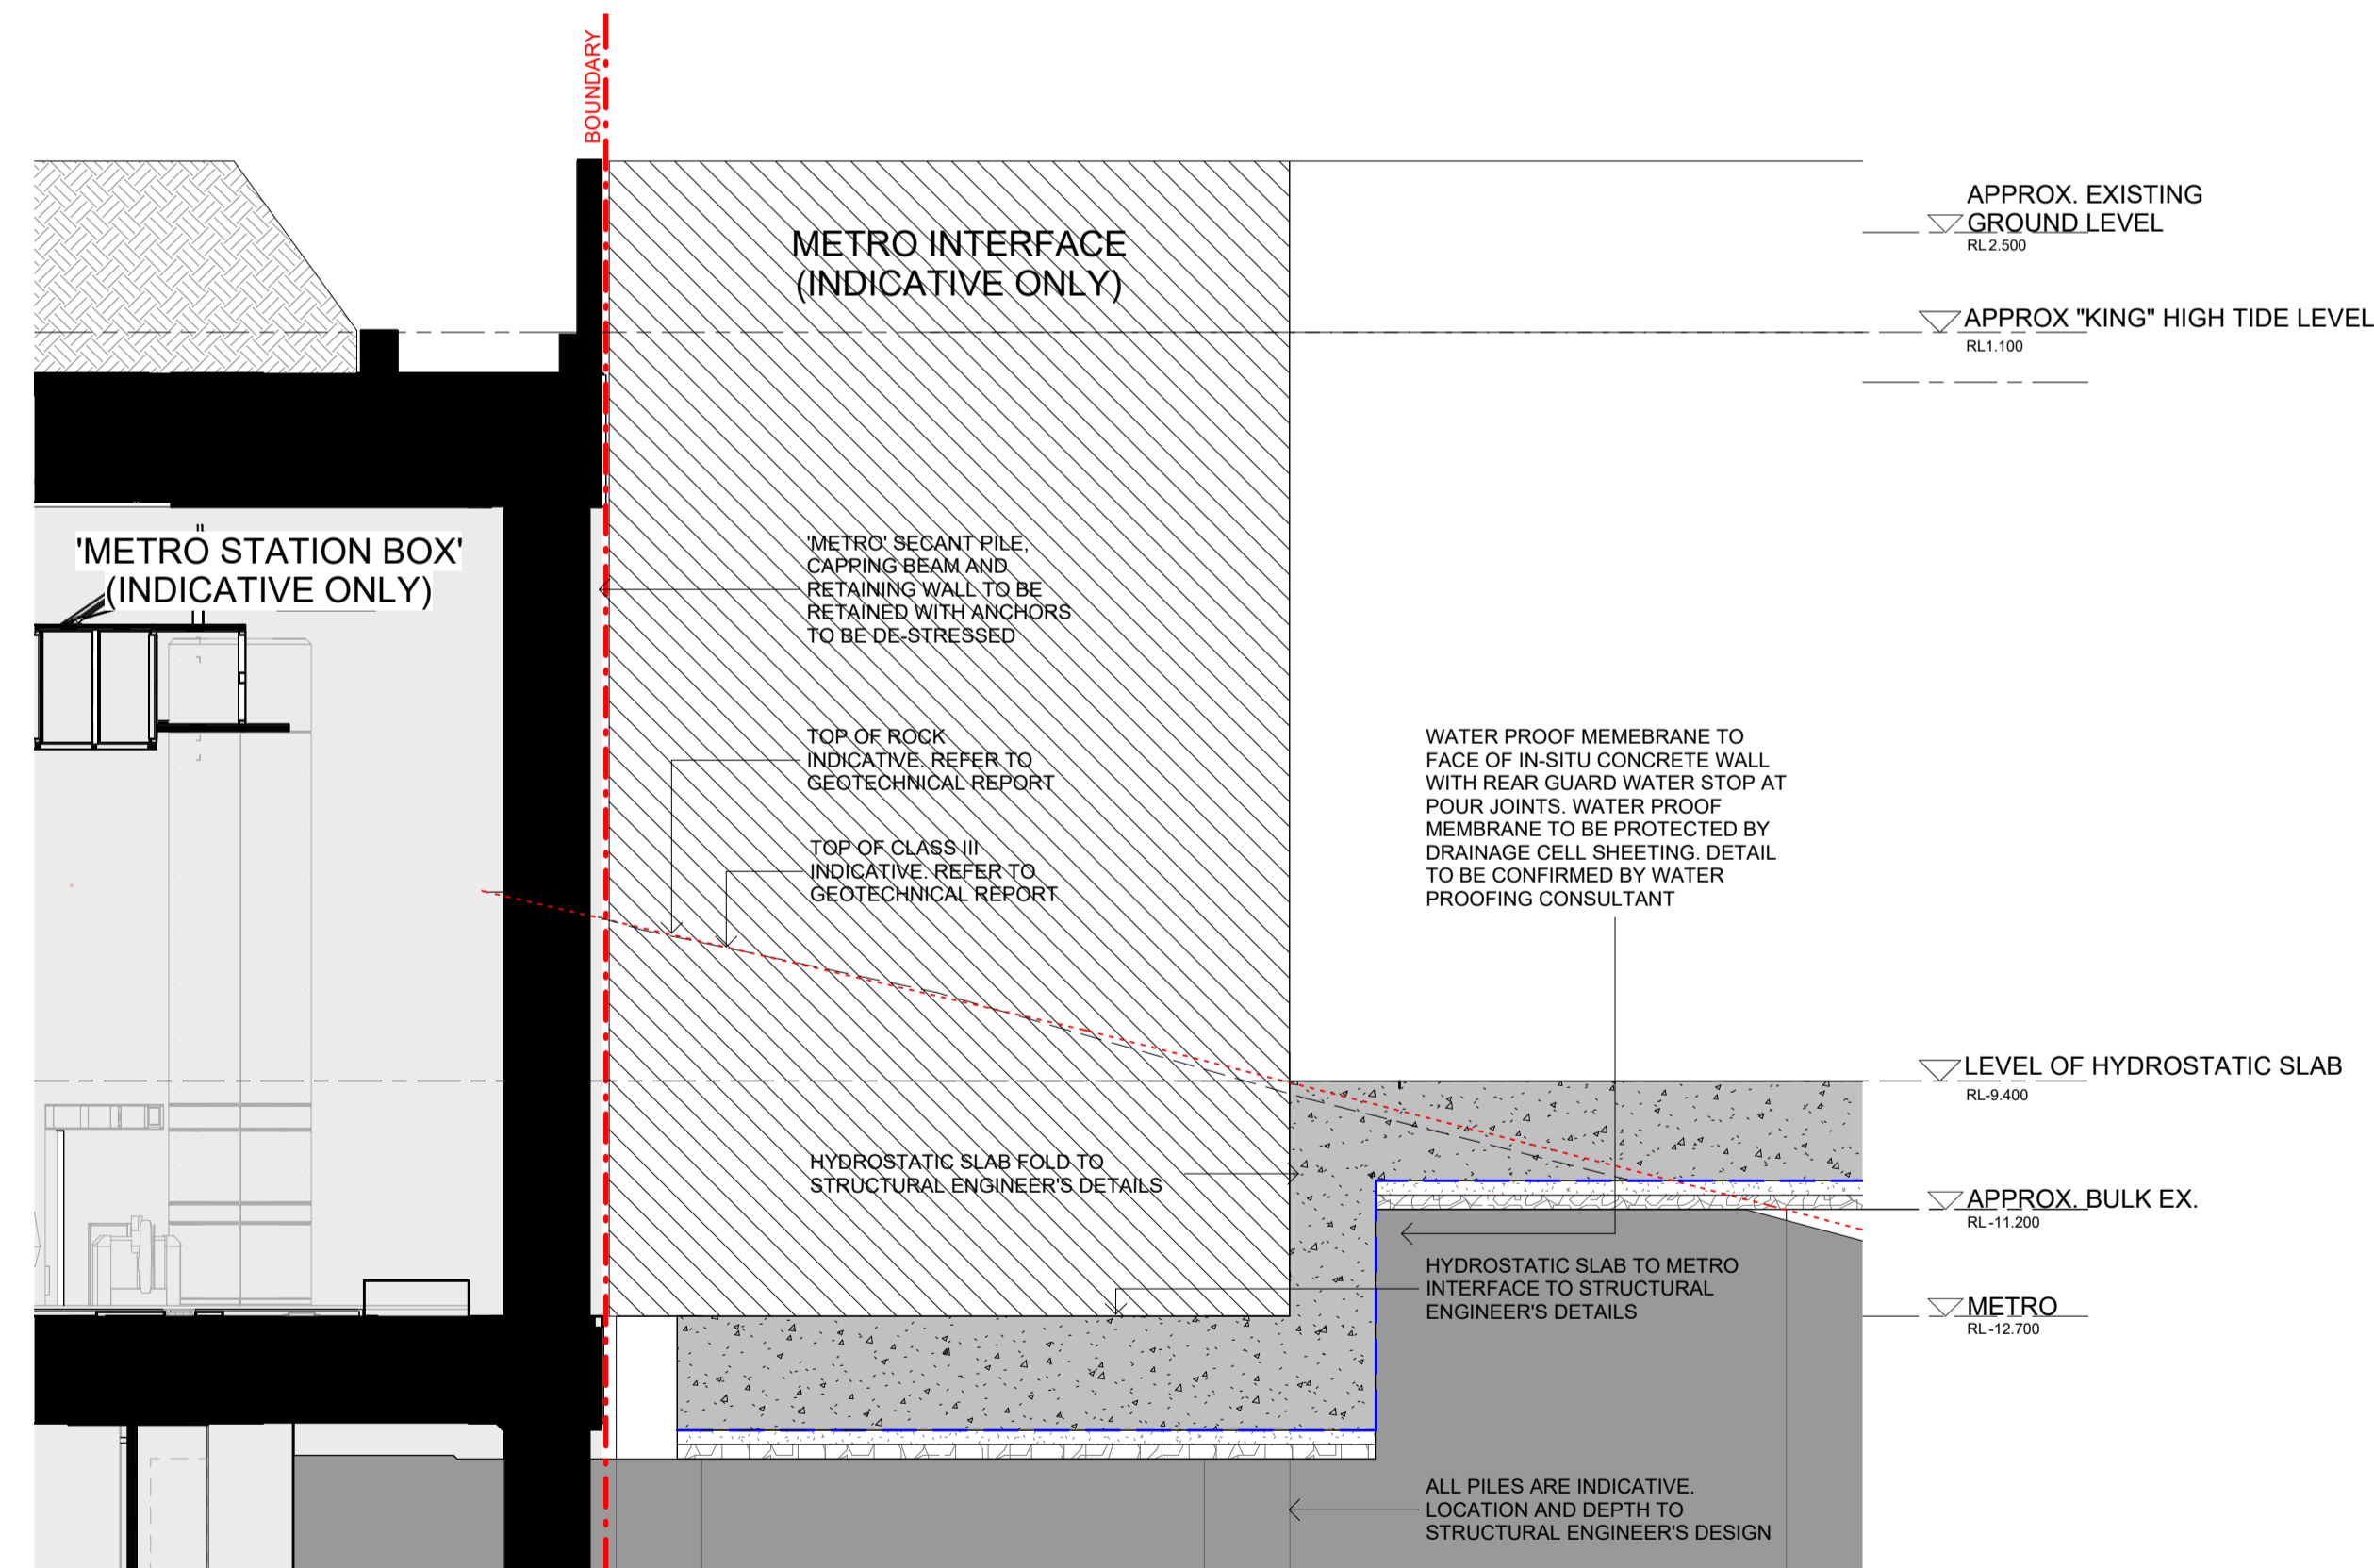 BOUNDARY
APPROX. EXISTING
GROUND LEVEL
RL 2.500
METRO INTERFACE
(INDICATIVE ONLY)
APPROX "KING" HIGH TIDE LEVEL
RL1.100
'METRO STATION BOX'
(INDICATIVE ONLY)
'METRO' SECANT PILE,
CAPPING BEAM AND
RETAINING WALL TO BE
RETAINED WITH ANCHORS
TO BE DE-STRESSED
TOP OF ROCK
INDICATIVE. REFER TO
GEOTECHNICAL REPORT
TOP OF CLASS III
INDICATIVE. REFER TO
GEOTECHNICAL REPORT
WATER PROOF MEMEBRANE TO
FACE OF IN-SITU CONCRETE WALL
WITH REAR GUARD WATER STOP AT
POUR JOINTS. WATER PROOF
MEMBRANE TO BE PROTECTED BY
DRAINAGE CELL SHEETING. DETAIL
TO BE CONFIRMED BY WATER
PROOFING CONSULTANT
LEVEL OF HYDROSTATIC SLAB
RL-9.400
HYDROSTATIC SLAB FOLD TO
STRUCTURAL ENGINEER'S DETAILS
APPROX. BULK EX.
RL -11.200
HYDROSTATIC SLAB TO METRO
INTERFACE TO STRUCTURAL
ENGINEER'S DETAILS
METRO
RL -12.700
ALL PILES ARE INDICATIVE.
LOCATION AND DEPTH TO
STRUCTURAL ENGINEER'S DESIGN